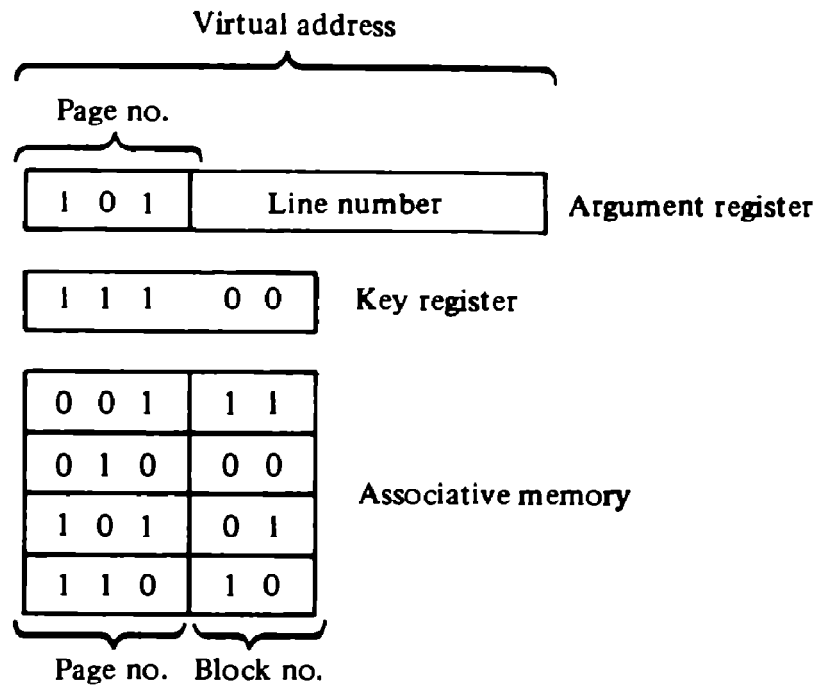 Virtual address
Page no.
1 0 1 Line number Argument register
1 1 1 0 0 Key register
0 0 1 1 1
0 1 0 0 0
Associative memory
1 0 1 0 1
1 1 0 1 0
Page no. Block no.